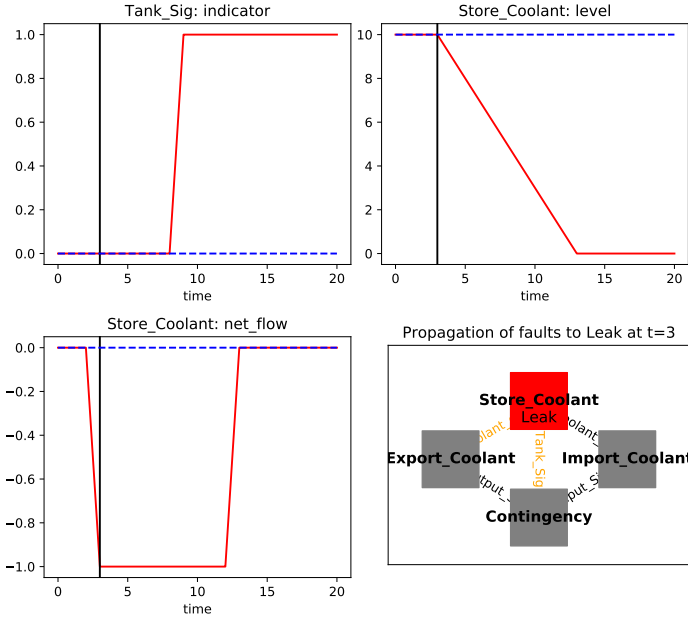 Tank_Sig: indicator
1.0
0.8
0.6
0.4
0.2
0.0
0 5 10 15 20
time
Store_Coolant: level
10
8
6
4
2
0
0 5 10 15 20
time
Store_Coolant: net_flow
0.0
−0.2
−0.4
−0.6
−0.8
−1.0
0 5 10 15 20
time
Propagation of faults to Leak at t=3
Store_Coolant
Leak
Tank_Sig
Export_Coolant
Import_Coolant
Contingency